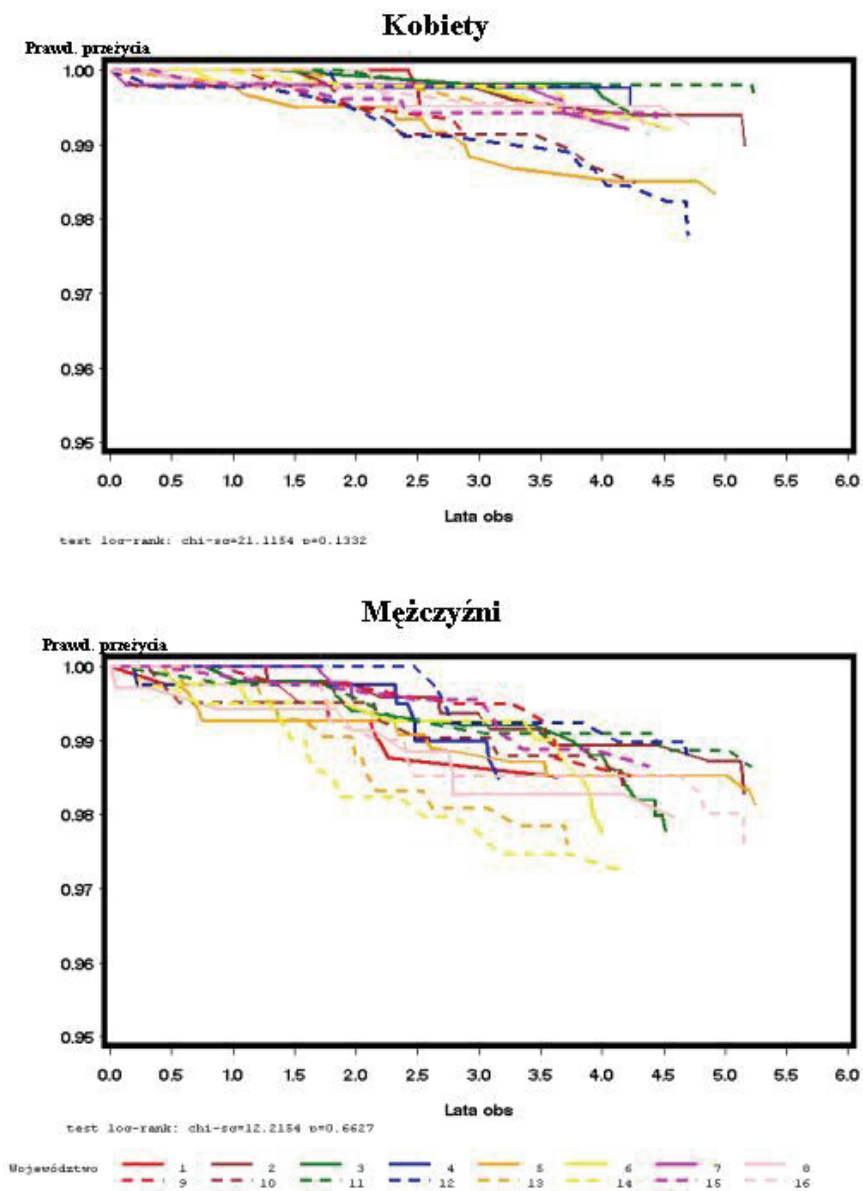 Kobiety
Prawd. przeżycia
1.00
0.99
0.98
0.97
0.96
0.95
0.0 0.5 1.0 1.5 2.0 2.5 3.0 3.5 4.0 4.5 5.0 5.5 6.0
Lata obs
test log-rank: chi-sq=21.1154 p=0.1332
Mężczyźni
Prawd. przeżycia
1.00
0.99
0.98
0.97
0.96
0.95
0.0 0.5 1.0 1.5 2.0 2.5 3.0 3.5 4.0 4.5 5.0 5.5 6.0
Lata obs
test log-rank: chi-sq=12.2154 p=0.6627
Województwo 1 2 3 4 5 6 7 8
9 10 11 12 13 14 15 16